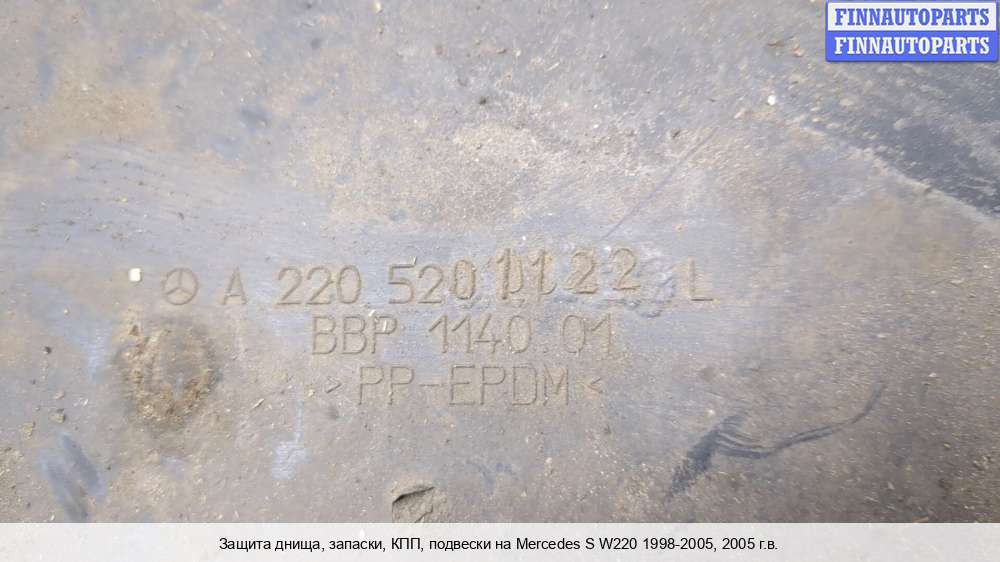 FINNAUTOPARTS
FINNAUTOPARTS
A 220 520 1122 L
BBP 1140.01
>PP-EPDM<
Защита днища, запаски, КПП, подвески на Mercedes S W220 1998-2005, 2005 г.в.